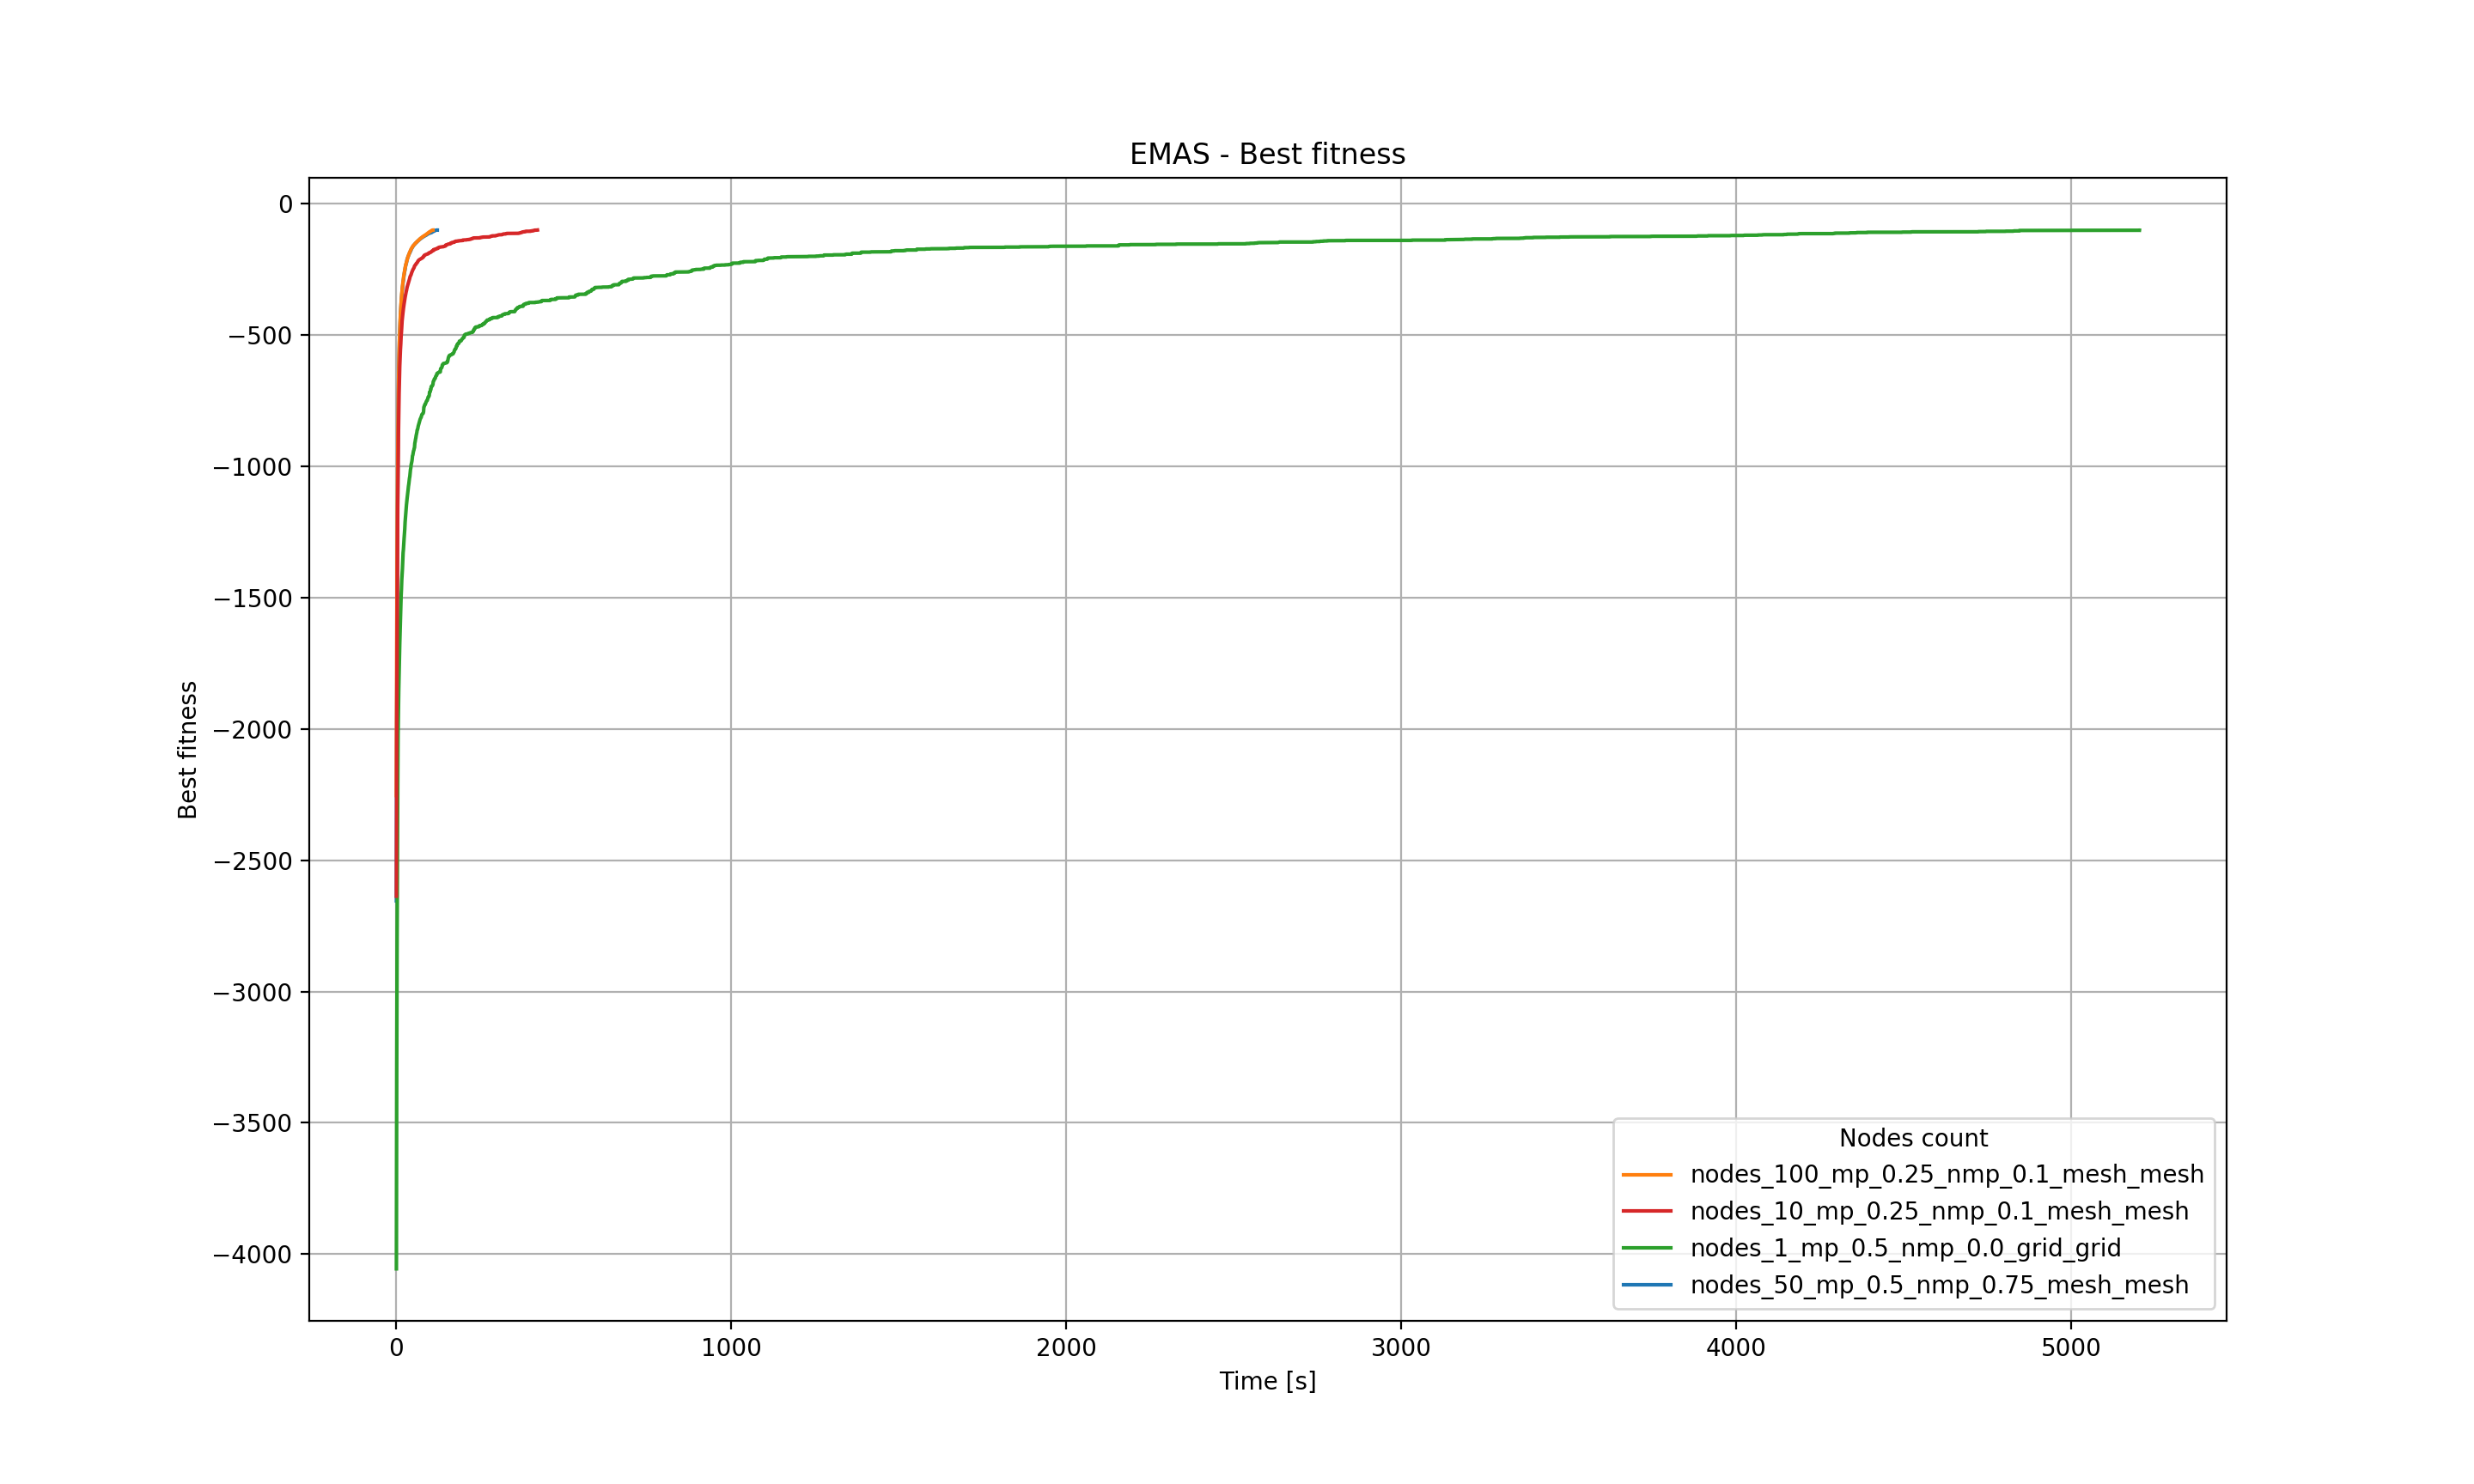 EMAS - Best fitness
0
−500
−1000
−1500
−2000
−2500
−3000
−3500
−4000
Best fitness
0 1000 2000 3000 4000 5000
Time [s]
Nodes count
nodes_100_mp_0.25_nmp_0.1_mesh_mesh
nodes_10_mp_0.25_nmp_0.1_mesh_mesh
nodes_1_mp_0.5_nmp_0.0_grid_grid
nodes_50_mp_0.5_nmp_0.75_mesh_mesh